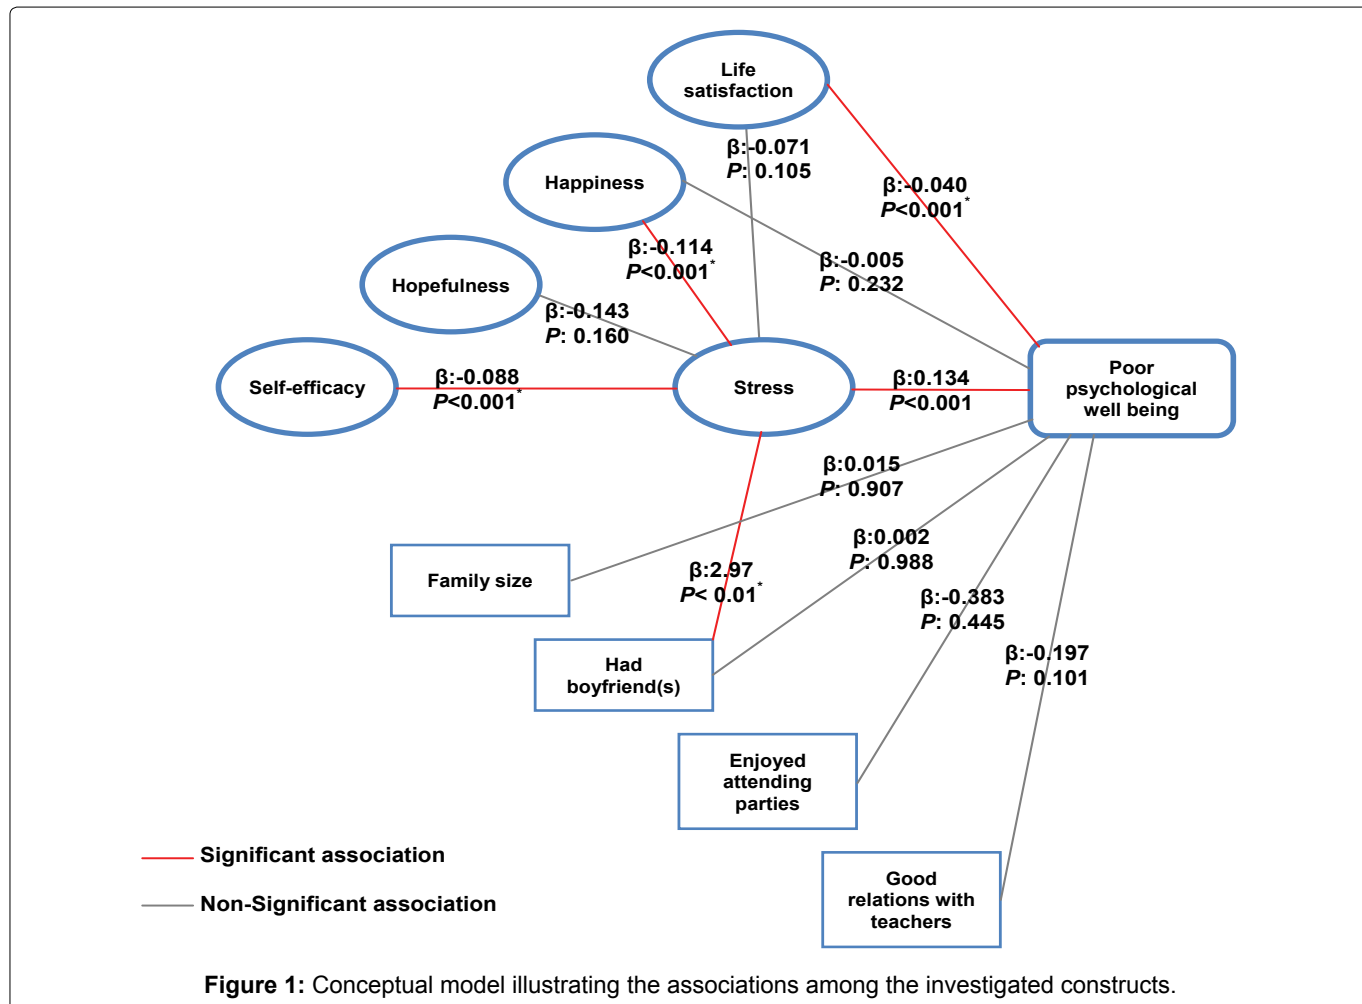 Life
satisfaction
β:-0.071
P: 0.105
Happiness
β:-0.040
P<0.001*
β:-0.114
P<0.001*
β:-0.005
P: 0.232
Hopefulness
β:-0.143
P: 0.160
Self-efficacy
β:-0.088
P<0.001*
Stress
β:0.134
P<0.001
Poor
psychological
well being
β:0.015
P: 0.907
Family size
β:2.97
P< 0.01*
β:0.002
P: 0.988
Had
boyfriend(s)
β:-0.383
P: 0.445
β:-0.197
P: 0.101
Enjoyed
attending
parties
Good
relations with
teachers
Significant association
Non-Significant association
Figure 1: Conceptual model illustrating the associations among the investigated constructs.